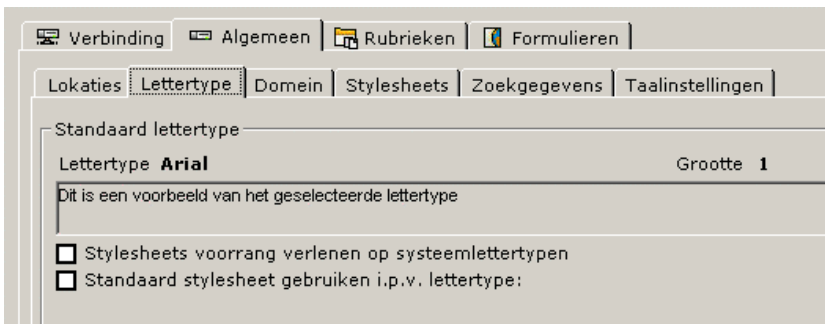 Verbinding Algemeen Rubrieken Formulieren
Lokaties Lettertype Domein Stylesheets Zoekgegevens Taalinstellingen
Standaard lettertype
Lettertype Arial Grootte 1
Dit is een voorbeeld van het geselecteerde lettertype
Stylesheets voorrang verlenen op systeemlettertypen
Standaard stylesheet gebruiken i.p.v. lettertype: